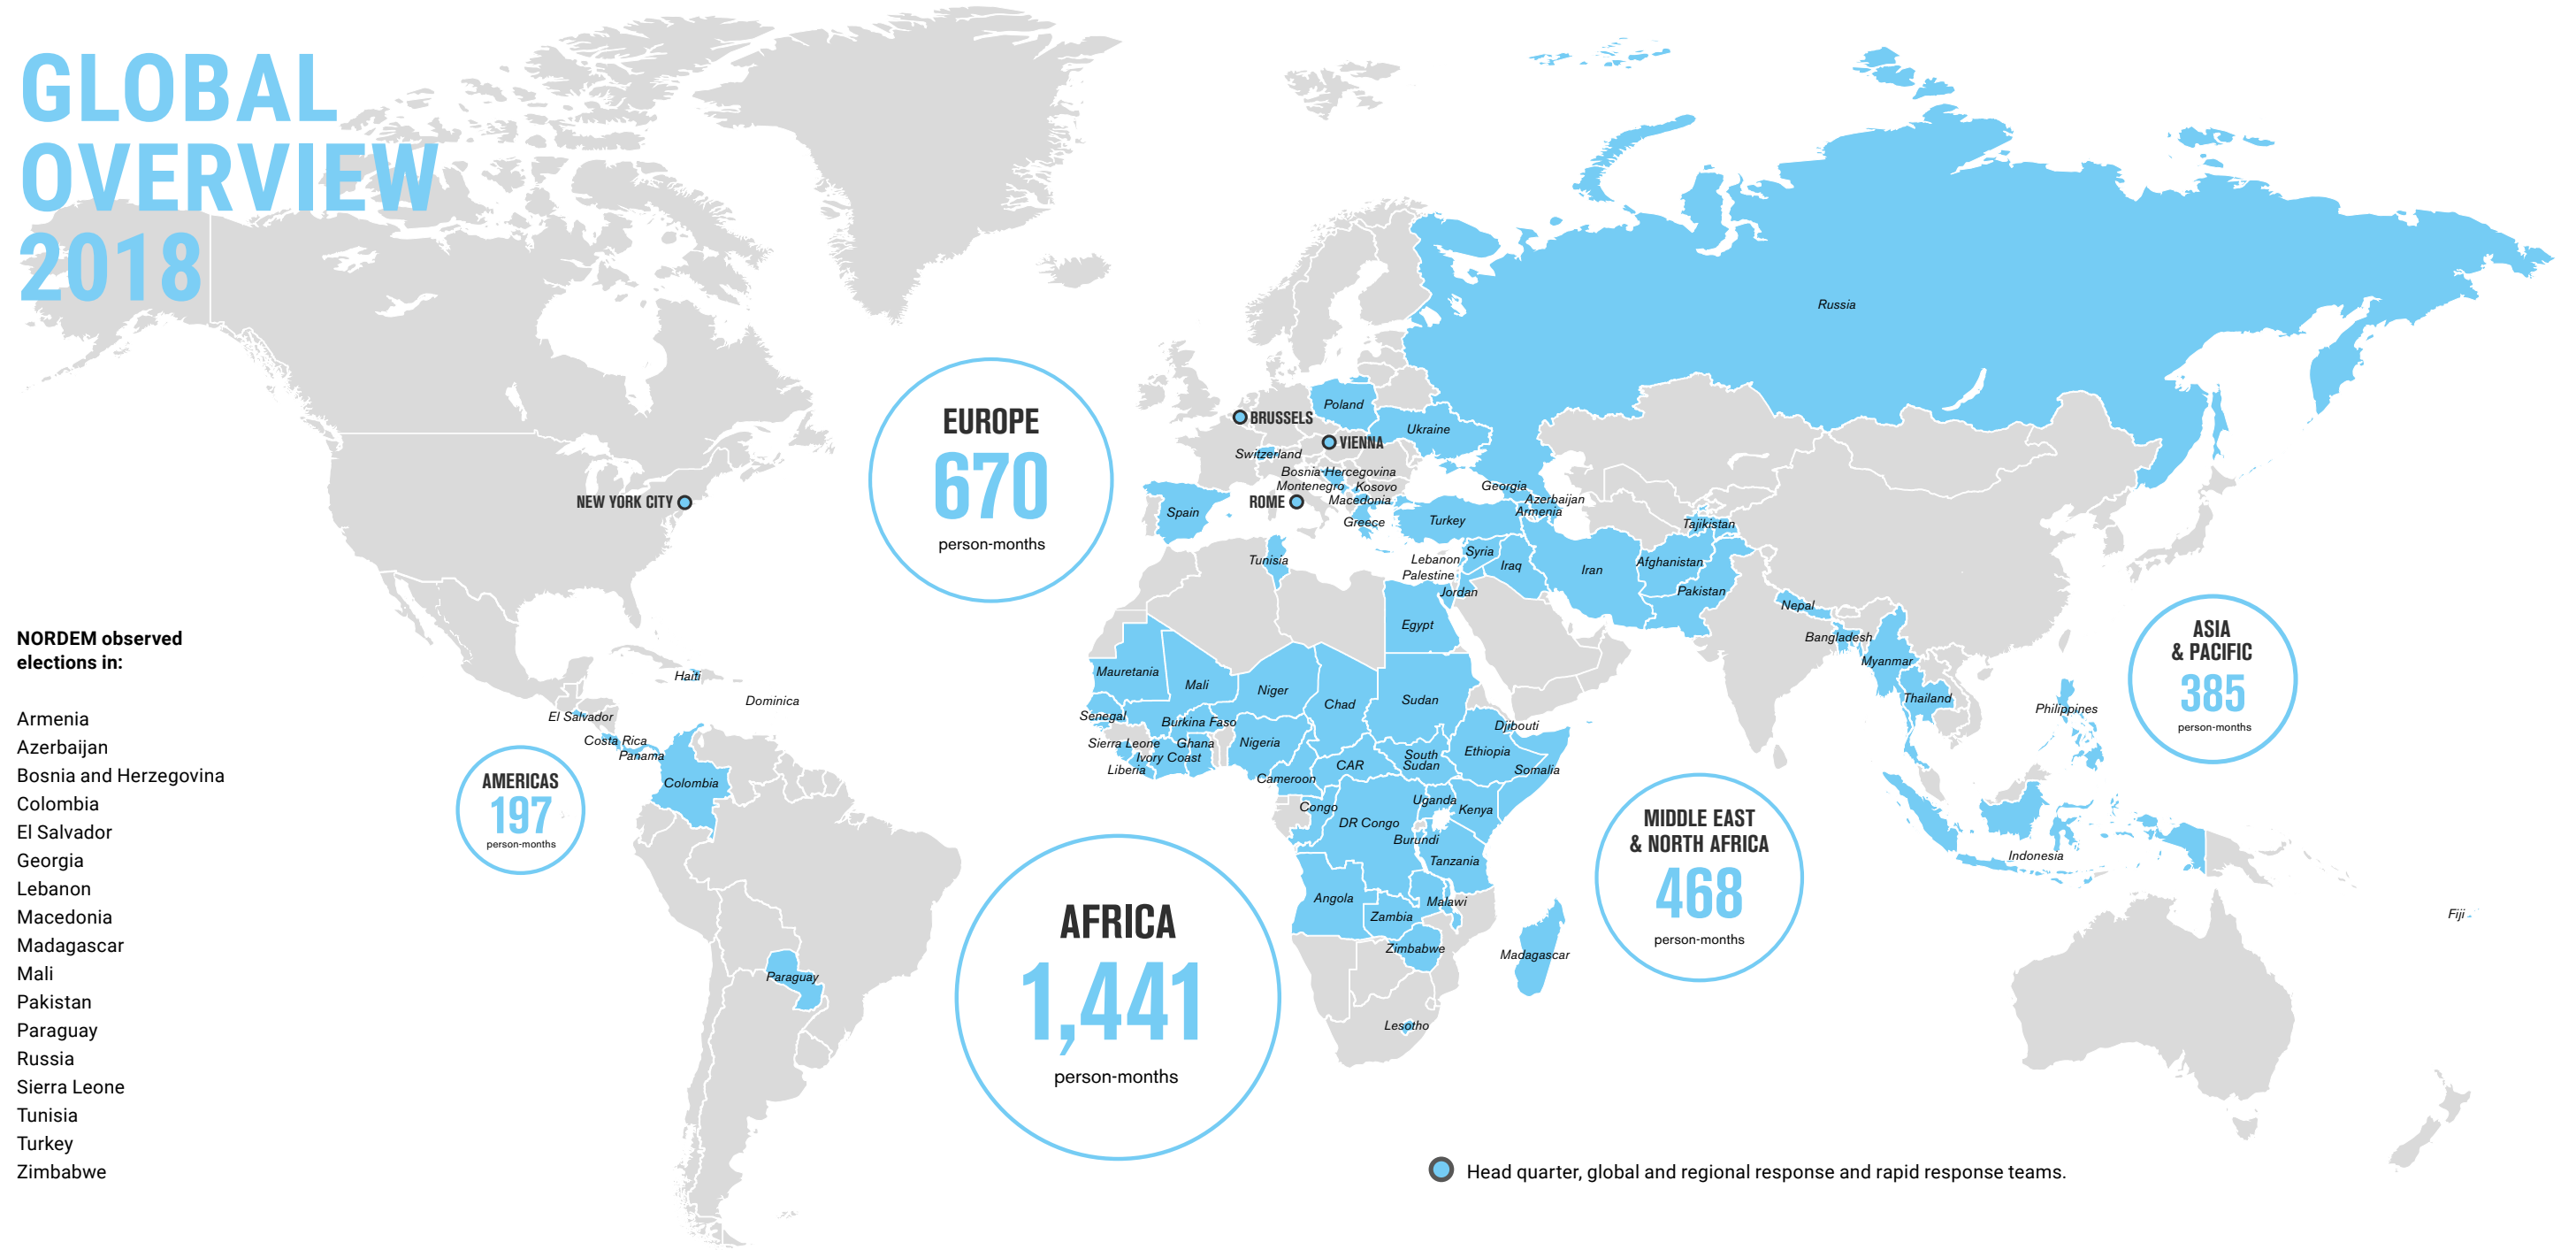 GLOBAL
OVERVIEW
2018
NORDEM observed
elections in:
Armenia
Azerbaijan
Bosnia and Herzegovina
Colombia
El Salvador
Georgia
Lebanon
Macedonia
Madagascar
Mali
Pakistan
Paraguay
Russia
Sierra Leone
Tunisia
Turkey
Zimbabwe
NEW YORK CITY
Haiti
Dominica
El Salvador
Costa Rica
Panama
Colombia
Paraguay
AMERICAS
197
person-months
EUROPE
670
person-months
BRUSSELS
VIENNA
ROME
Poland
Ukraine
Switzerland
Bosnia-Hercegovina
Montenegro
Kosovo
Macedonia
Greece
Spain
Russia
Georgia
Azerbaijan
Armenia
Turkey
Tajikistan
Tunisia
Lebanon
Syria
Palestine
Iraq
Jordan
Iran
Afghanistan
Pakistan
Egypt
Nepal
Bangladesh
Myanmar
Thailand
Philippines
Indonesia
Fiji
ASIA
& PACIFIC
385
person-months
Mauretania
Mali
Niger
Chad
Sudan
Senegal
Burkina Faso
Djibouti
Sierra Leone
Ghana
Nigeria
Ivory Coast
Liberia
Cameroon
CAR
South
Sudan
Ethiopia
Somalia
Congo
Uganda
Kenya
DR Congo
Burundi
Tanzania
Angola
Malawi
Zambia
Zimbabwe
Madagascar
Lesotho
AFRICA
1,441
person-months
MIDDLE EAST
& NORTH AFRICA
468
person-months
Head quarter, global and regional response and rapid response teams.